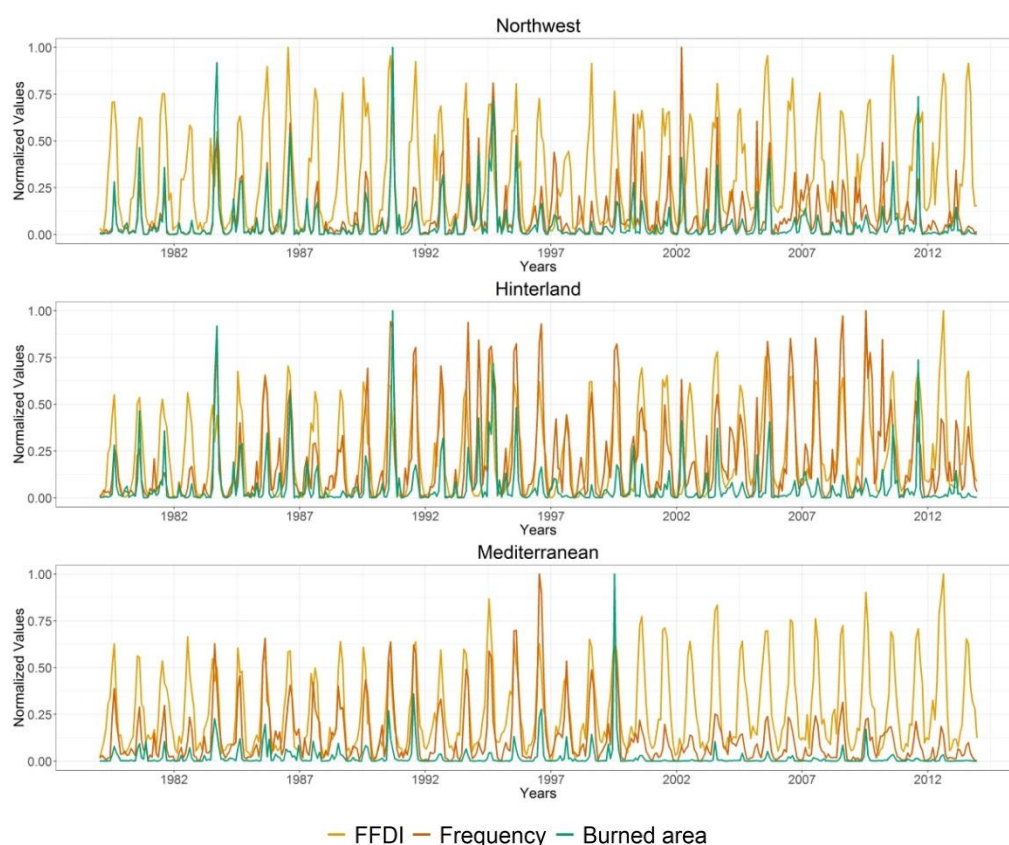 Northwest
Normalized Values
1.00
0.75
0.50
0.25
0.00
1982 1987 1992 1997 2002 2007 2012
Years
Hinterland
Normalized Values
1.00
0.75
0.50
0.25
0.00
1982 1987 1992 1997 2002 2007 2012
Years
Mediterranean
Normalized Values
1.00
0.75
0.50
0.25
0.00
1982 1987 1992 1997 2002 2007 2012
Years
FFDI Frequency Burned area